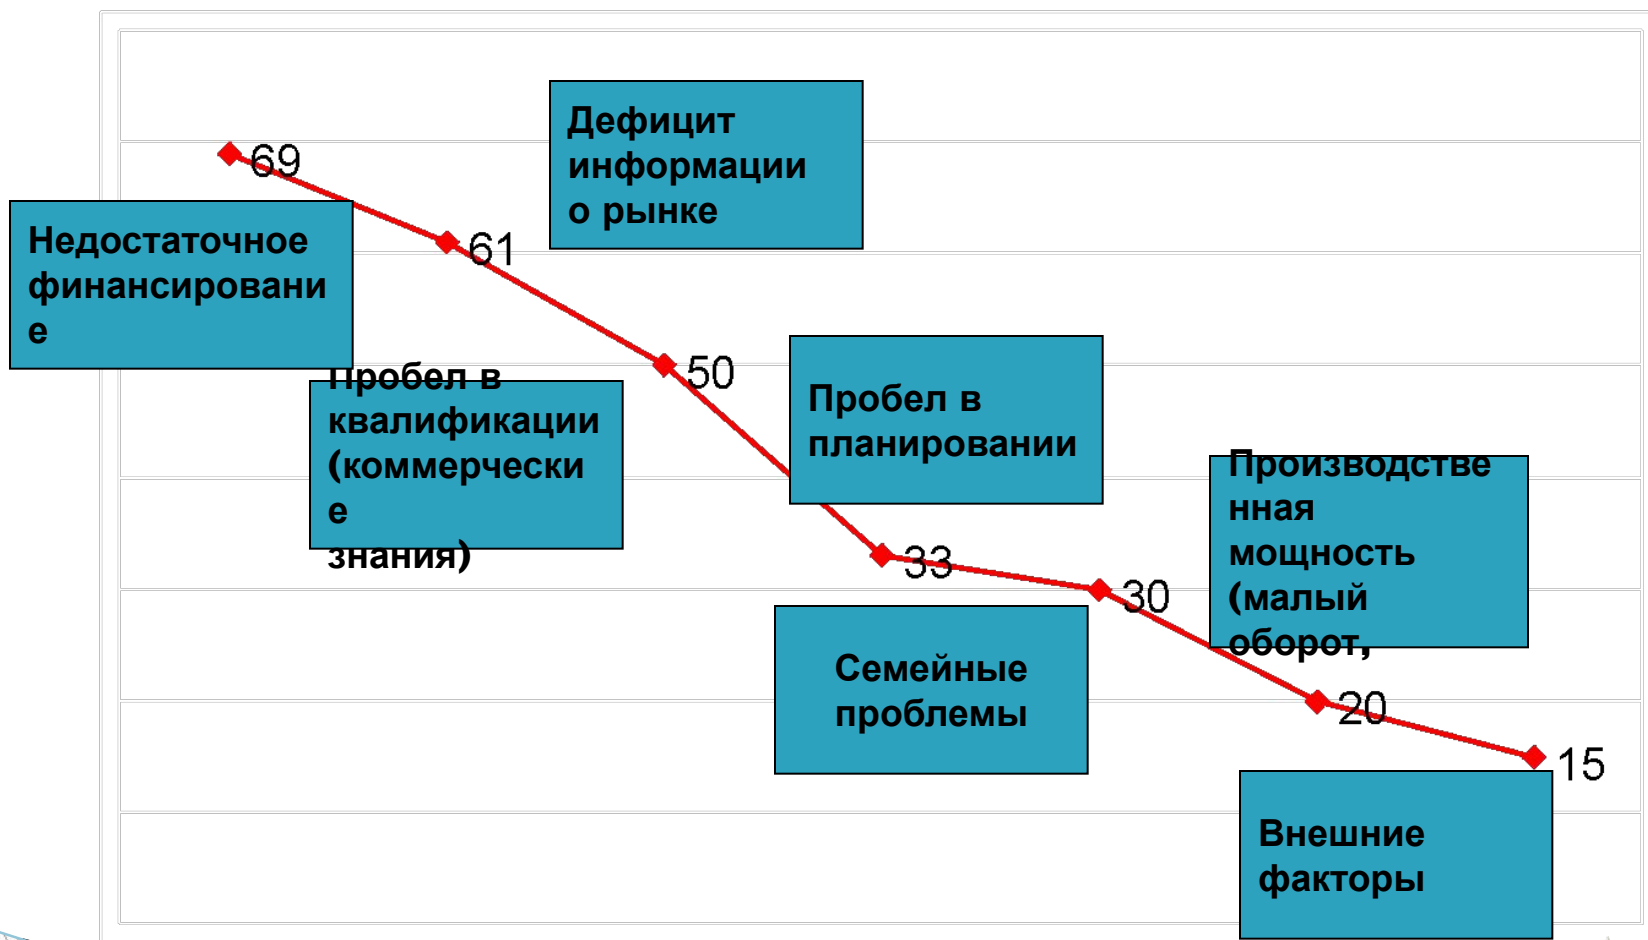 69
Недостаточное
финансировани
е
61
Дефицит
информации
о рынке
Пробел в
квалификации
(коммерчески
е
знания)
50
Пробел в
планировании
33
Семейные
проблемы
30
Производстве
нная
мощность
(малый
оборот,
20
15
Внешние
факторы